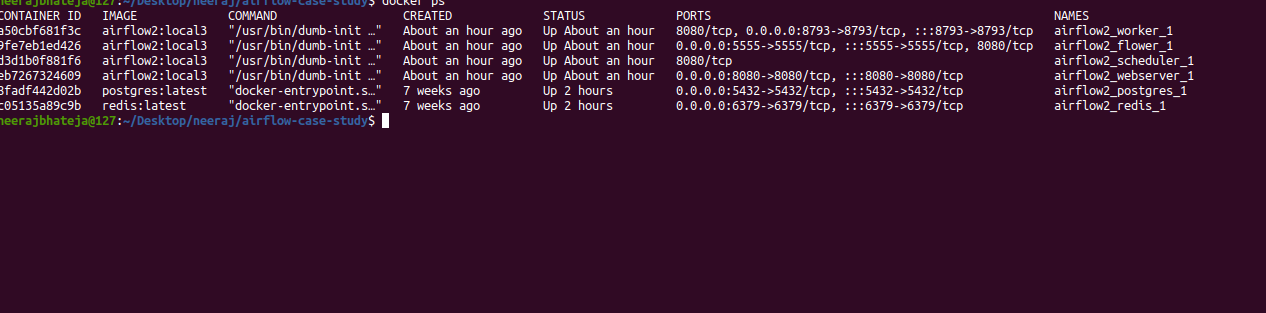 neerajbhateja@127:~/Desktop/neeraj/airflow-case-study$ docker ps
CONTAINER ID   IMAGE             COMMAND                  CREATED             STATUS             PORTS                                                 NAMES
a50cbf681f3c   airflow2:local3   "/usr/bin/dumb-init …"   About an hour ago   Up About an hour   8080/tcp, 0.0.0.0:8793->8793/tcp, :::8793->8793/tcp   airflow2_worker_1
9fe7eb1ed426   airflow2:local3   "/usr/bin/dumb-init …"   About an hour ago   Up About an hour   0.0.0.0:5555->5555/tcp, :::5555->5555/tcp, 8080/tcp   airflow2_flower_1
d3d1b0f881f6   airflow2:local3   "/usr/bin/dumb-init …"   About an hour ago   Up About an hour   8080/tcp                                              airflow2_scheduler_1
eb7267324609   airflow2:local3   "/usr/bin/dumb-init …"   About an hour ago   Up About an hour   0.0.0.0:8080->8080/tcp, :::8080->8080/tcp             airflow2_webserver_1
8fadf442d02b   postgres:latest   "docker-entrypoint.s…"   7 weeks ago         Up 2 hours         0.0.0.0:5432->5432/tcp, :::5432->5432/tcp             airflow2_postgres_1
c05135a89c9b   redis:latest      "docker-entrypoint.s…"   7 weeks ago         Up 2 hours         0.0.0.0:6379->6379/tcp, :::6379->6379/tcp             airflow2_redis_1
neerajbhateja@127:~/Desktop/neeraj/airflow-case-study$